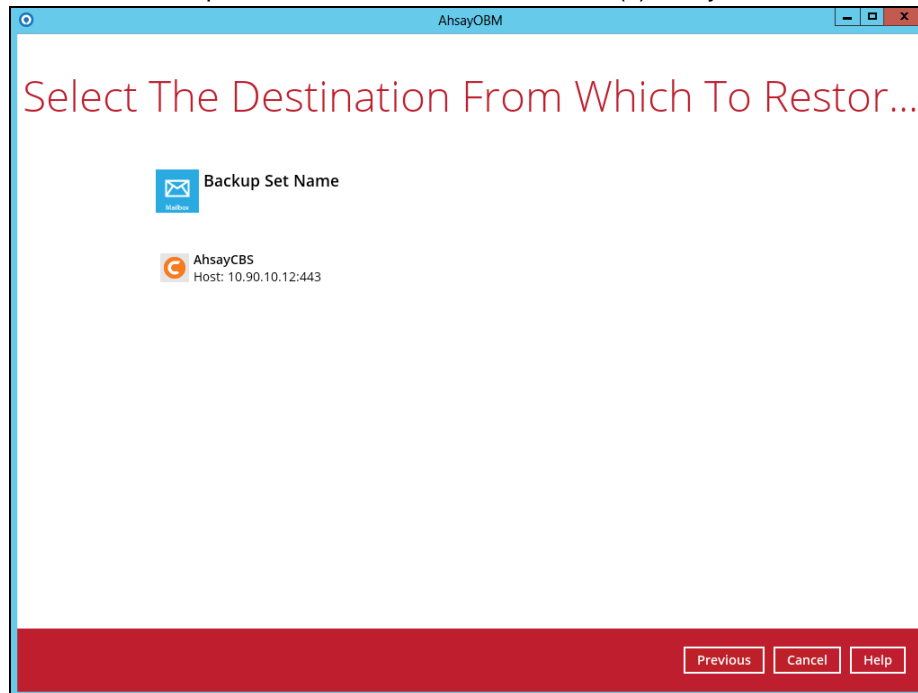 AhsayOBM
Select The Destination From Which To Restor...
Backup Set Name
Mailbox
AhsayCBS
Host: 10.90.10.12:443
Previous Cancel Help